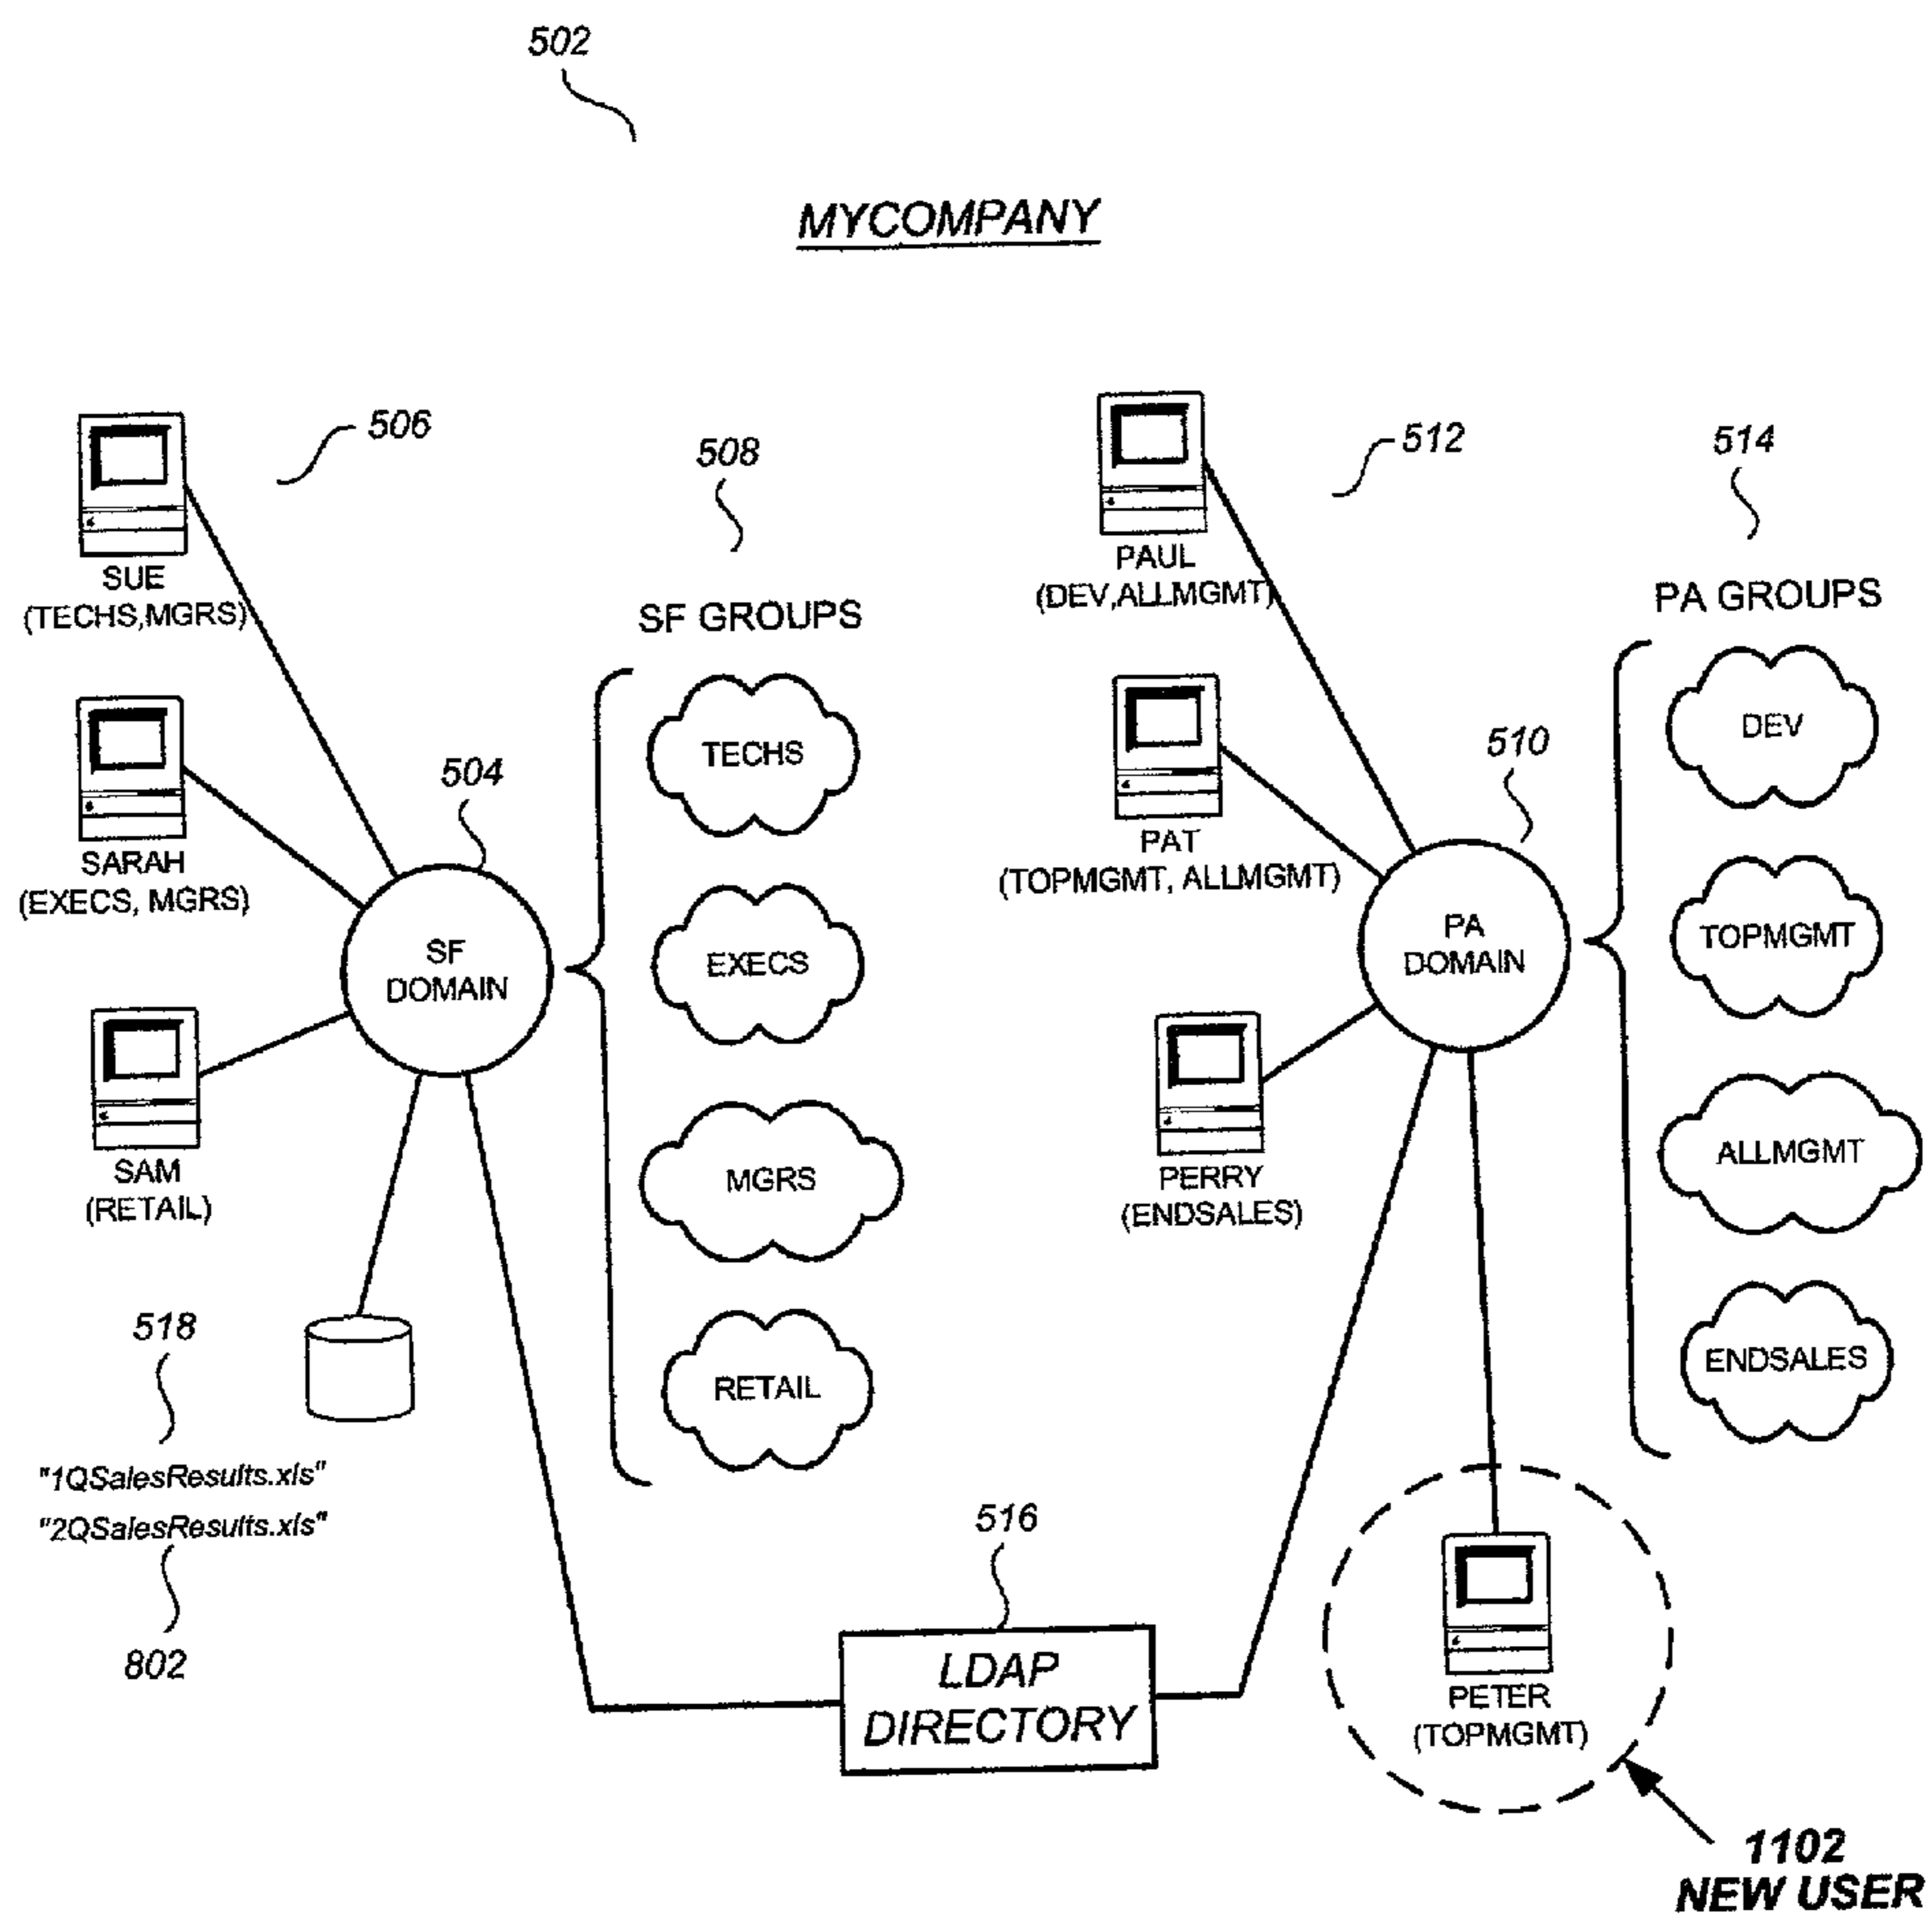 502
MYCOMPANY
506
508
512
514
SUE
(TECHS,MGRS)
SF GROUPS
PAUL
(DEV,ALLMGMT)
PA GROUPS
TECHS
DEV
504
510
SARAH
(EXECS, MGRS)
PAT
(TOPMGMT, ALLMGMT)
SF
DOMAIN
EXECS
PA
DOMAIN
TOPMGMT
SAM
(RETAIL)
MGRS
PERRY
(ENDSALES)
ALLMGMT
518
RETAIL
ENDSALES
"1QSalesResults.xls"
"2QSalesResults.xls"
802
516
LDAP
DIRECTORY
PETER
(TOPMGMT)
1102
NEW USER